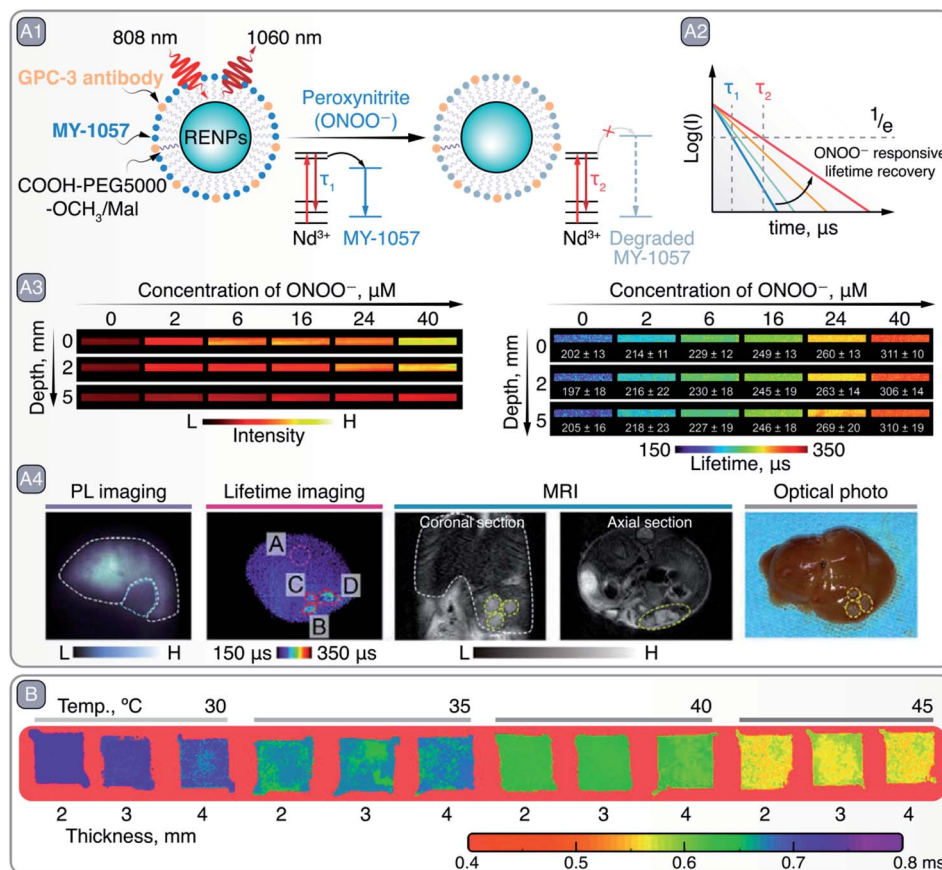 A1
808 nm
1060 nm
GPC-3 antibody
MY-1057
RENPs
COOH-PEG5000
-OCH₃/Mal
Peroxynitrite
(ONOO⁻)
τ₁
Nd³⁺
MY-1057
τ₂
Nd³⁺
Degraded
MY-1057
A2
Log(I)
τ₁
τ₂
1/e
ONOO⁻ responsive
lifetime recovery
time, μs
A3
Concentration of ONOO⁻, μM
0 2 6 16 24 40
Depth, mm
0
2
5
L H
Intensity
Concentration of ONOO⁻, μM
0 2 6 16 24 40
Depth, mm
0
202 ± 13 214 ± 11 229 ± 12 249 ± 13 260 ± 13 311 ± 10
2
197 ± 18 216 ± 22 230 ± 18 245 ± 19 263 ± 14 306 ± 14
5
205 ± 16 218 ± 23 227 ± 19 246 ± 18 269 ± 20 310 ± 19
150 350
Lifetime, μs
A4
PL imaging
L H
Lifetime imaging
A
C
D
B
150 μs 350 μs
MRI
Coronal section
Axial section
L H
Optical photo
B
Temp., ºC 30 35 40 45
2 3 4 2 3 4 2 3 4 2 3 4
Thickness, mm
0.4 0.5 0.6 0.7 0.8 ms